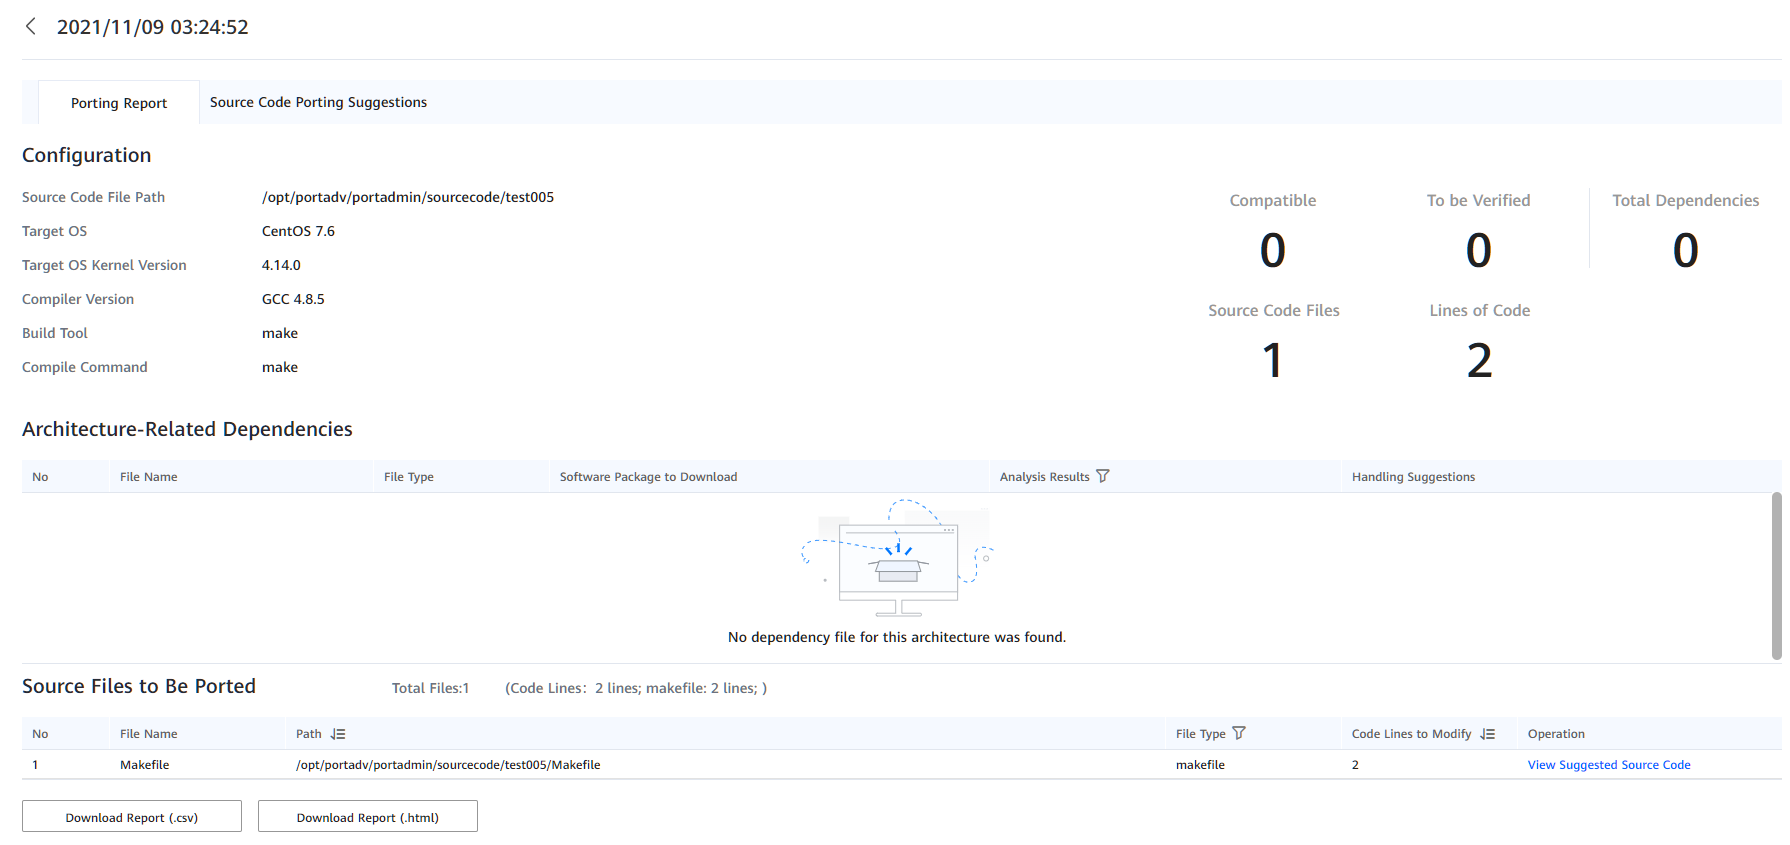 2021/11/09 03:24:52
Porting Report
Source Code Porting Suggestions
Configuration
Source Code File Path /opt/portadv/portadmin/sourcecode/test005
Target OS CentOS 7.6
Target OS Kernel Version 4.14.0
Compiler Version GCC 4.8.5
Build Tool make
Compile Command make
Compatible To be Verified Total Dependencies
0 0 0
Source Code Files Lines of Code
1 2
Architecture-Related Dependencies
No File Name File Type Software Package to Download Analysis Results Handling Suggestions
No dependency file for this architecture was found.
Source Files to Be Ported Total Files:1 (Code Lines: 2 lines; makefile: 2 lines; )
No File Name Path File Type Code Lines to Modify Operation
1 Makefile /opt/portadv/portadmin/sourcecode/test005/Makefile makefile 2 View Suggested Source Code
Download Report (.csv) Download Report (.html)